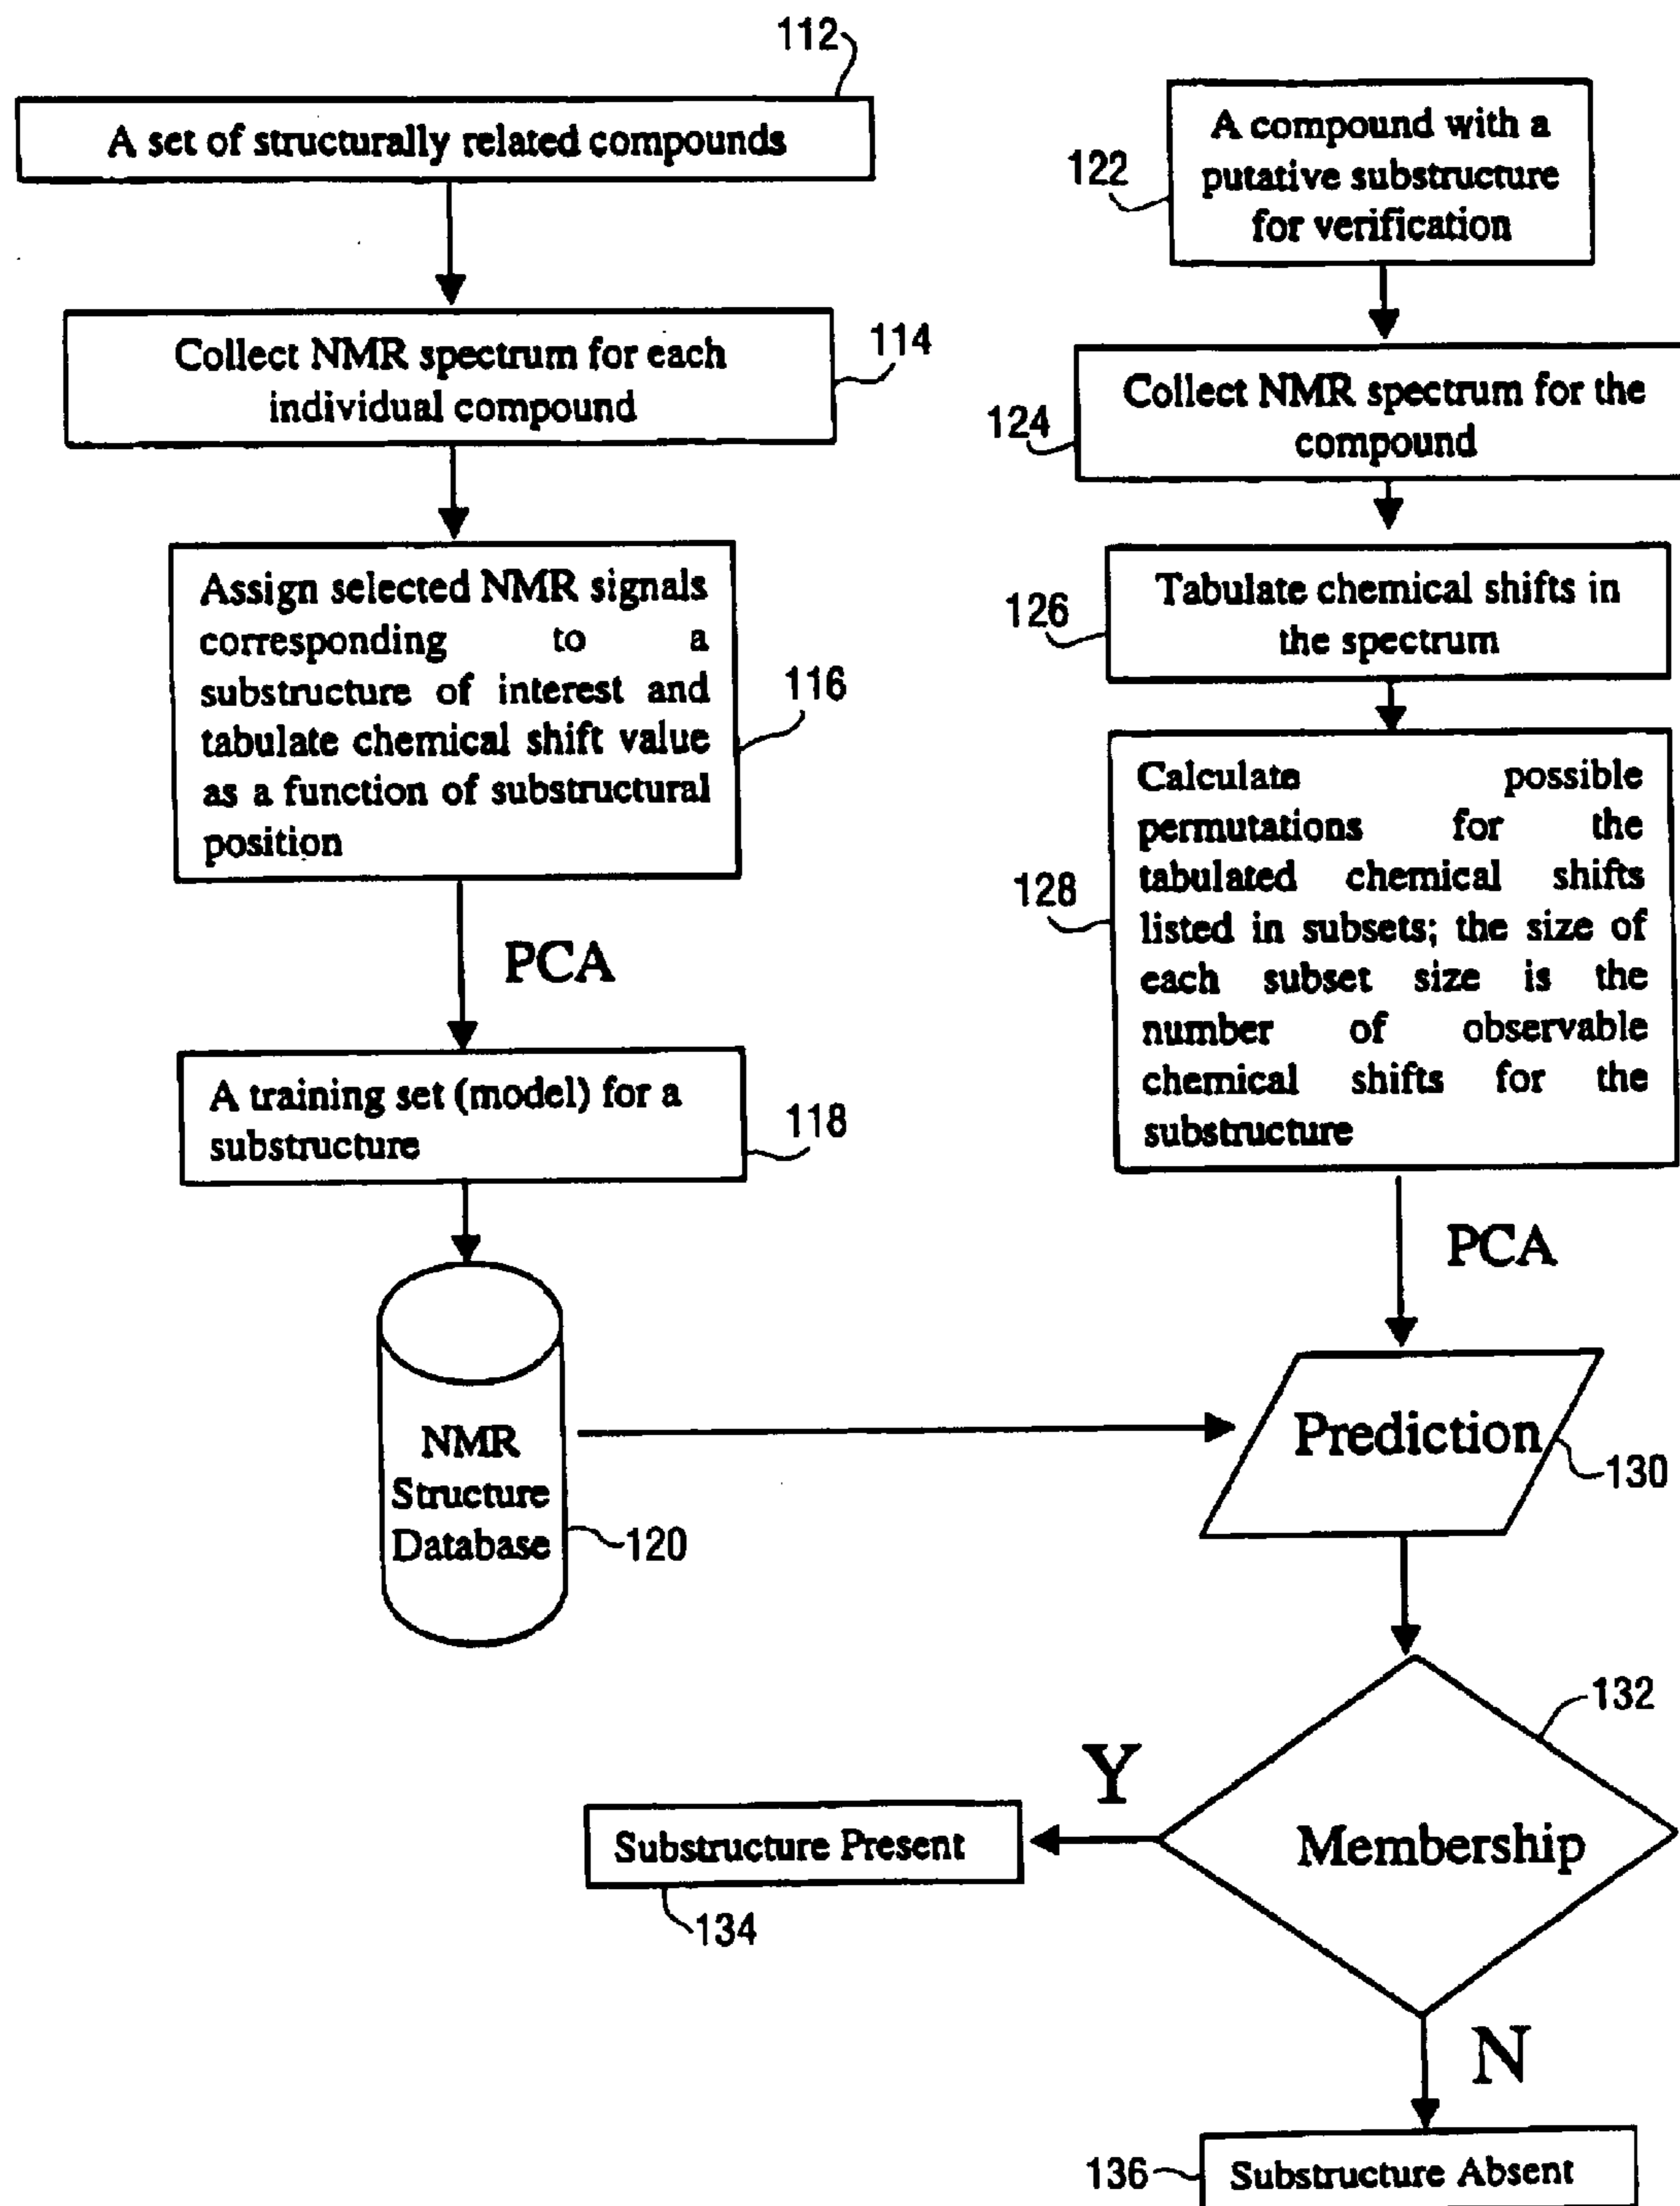 112
A set of structurally related compounds
114
Collect NMR spectrum for each
individual compound
116
Assign selected NMR signals
corresponding to a
substructure of interest and
tabulate chemical shift value
as a function of substructural
position
PCA
118
A training set (model) for a
substructure
NMR
Structure
Database
120
122
A compound with a
putative substructure
for verification
124
Collect NMR spectrum for the
compound
126
Tabulate chemical shifts in
the spectrum
128
Calculate possible
permutations for the
tabulated chemical shifts
listed in subsets; the size of
each subset size is the
number of observable
chemical shifts for the
substructure
PCA
Prediction
130
132
Membership
Y
Substructure Present
134
N
136
Substructure Absent